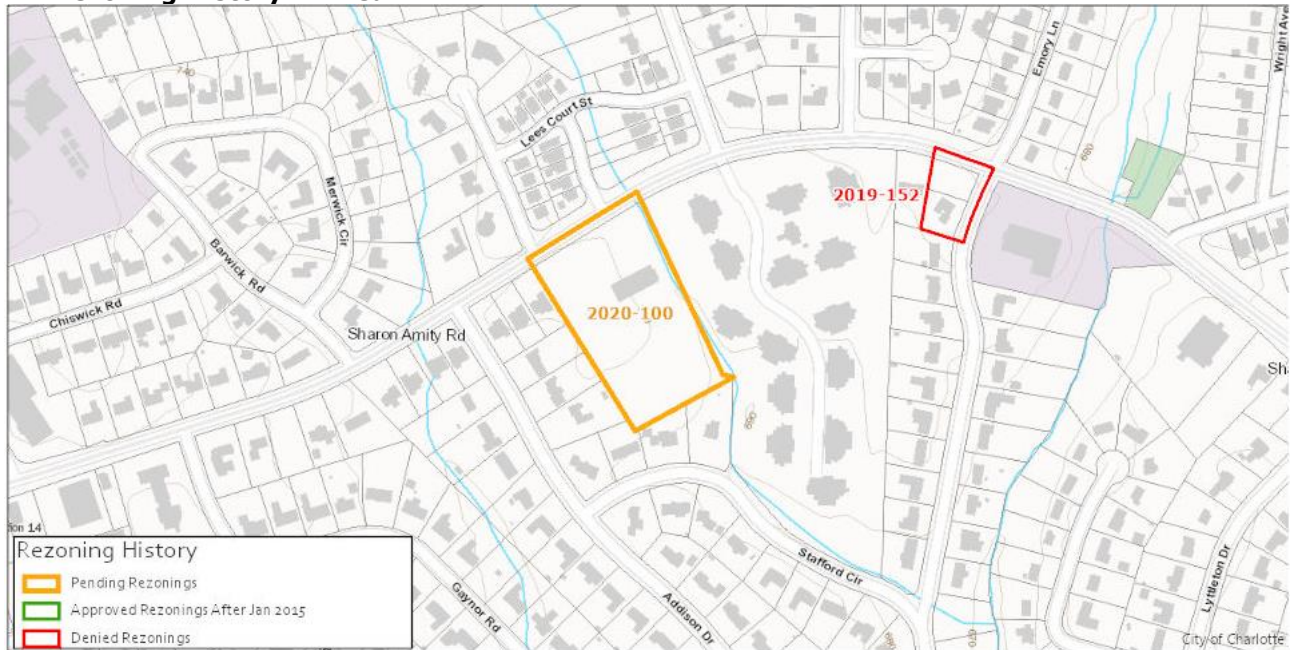 Emory Ln
Wright Ave
740
Lees Court St
680
Merwick Cir
2019-152
Barwick Rd
Chiswick Rd
2020-100
Sharon Amity Rd
690
Stafford Cir
Addison Dr
Gaynor Rd
Lyttleton Dr
670
Rezoning History
Pending Rezonings
Approved Rezonings After Jan 2015
Denied Rezonings
City of Charlotte